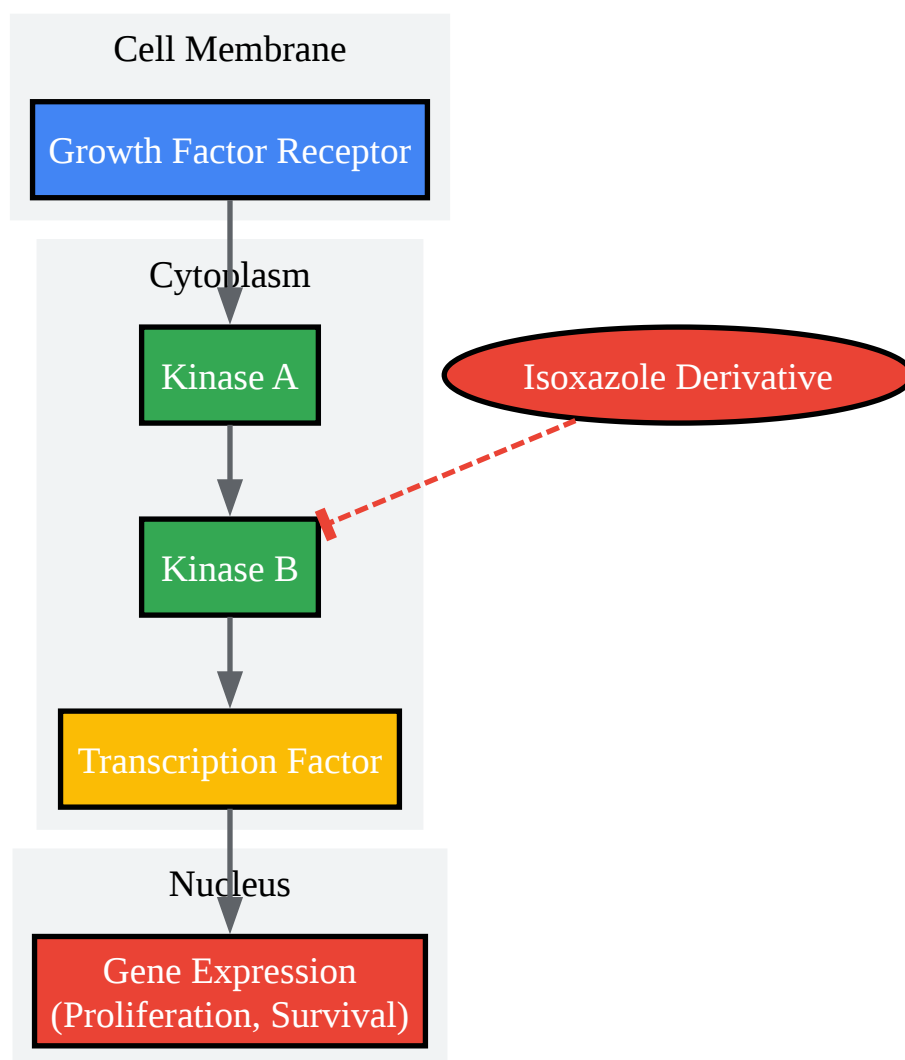 Cell Membrane
Growth Factor Receptor
Cytoplasm
Kinase A
Isoxazole Derivative
Kinase B
Transcription Factor
Nucleus
Gene Expression
(Proliferation, Survival)